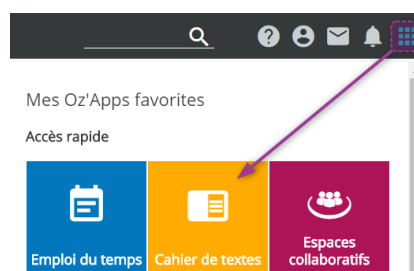 Mes Oz'Apps favorites
Accès rapide
Emploi du temps
Cahier de textes
Espaces
collaboratifs